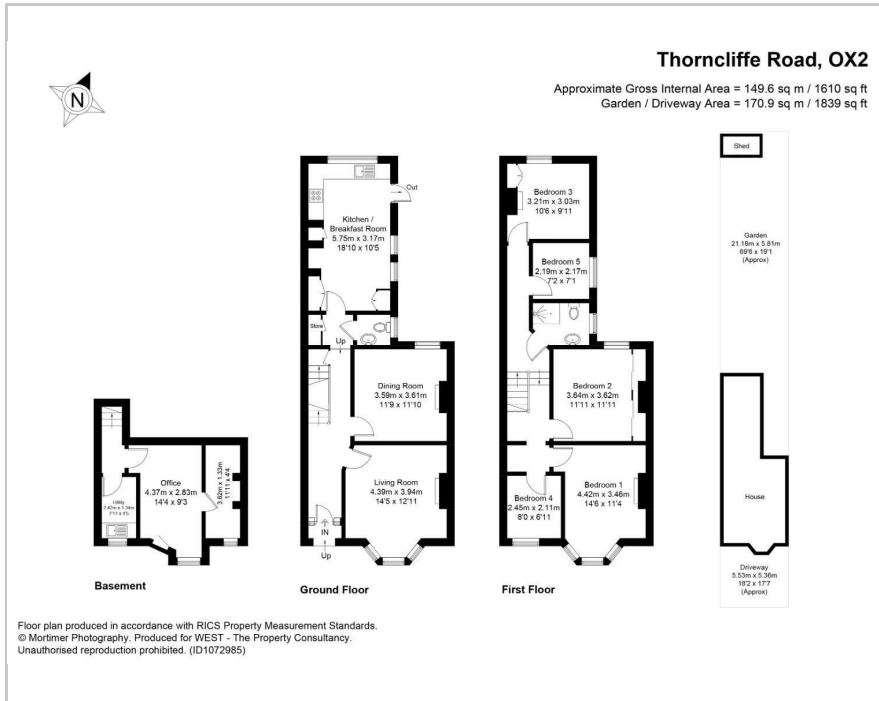 Thorncliffe Road, OX2
Approximate Gross Internal Area = 149.6 sq m / 1610 sq ft
Garden / Driveway Area = 170.9 sq m / 1839 sq ft
N
Utility
2.42m x 1.34m
7'11 x 4'5
Office
4.37m x 2.83m
14'4 x 9'3
3.62m x 1.33m
11'11 x 4'4
Basement
Kitchen /
Breakfast Room
5.75m x 3.17m
18'10 x 10'5
Out
Store
Up
Dining Room
3.59m x 3.61m
11'9 x 11'10
Living Room
4.39m x 3.94m
14'5 x 12'11
IN
Up
Ground Floor
Bedroom 3
3.21m x 3.03m
10'6 x 9'11
Bedroom 5
2.19m x 2.17m
7'2 x 7'1
Bedroom 2
3.64m x 3.62m
11'11 x 11'11
Bedroom 4
2.45m x 2.11m
8'0 x 6'11
Bedroom 1
4.42m x 3.46m
14'6 x 11'4
First Floor
Shed
Garden
21.18m x 5.81m
69'6 x 19'1
(Approx)
House
Driveway
5.53m x 5.36m
18'2 x 17'7
(Approx)
Floor plan produced in accordance with RICS Property Measurement Standards.
© Mortimer Photography. Produced for WEST - The Property Consultancy.
Unauthorised reproduction prohibited. (ID1072985)